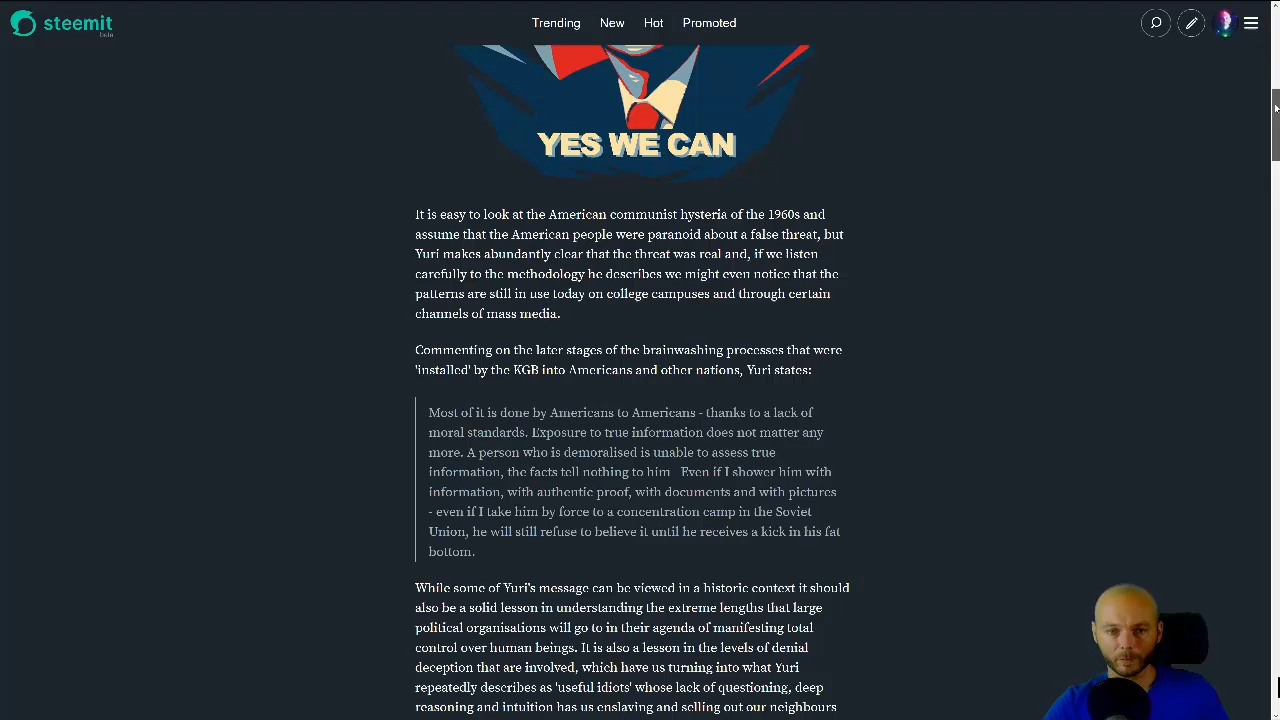 steemit
beta
Trending New Hot Promoted
YES WE CAN
It is easy to look at the American communist hysteria of the 1960s and
assume that the American people were paranoid about a false threat, but
Yuri makes abundantly clear that the threat was real and, if we listen
carefully to the methodology he describes we might even notice that the
patterns are still in use today on college campuses and through certain
channels of mass media.
Commenting on the later stages of the brainwashing processes that were
'installed' by the KGB into Americans and other nations, Yuri states:
Most of it is done by Americans to Americans - thanks to a lack of
moral standards. Exposure to true information does not matter any
more. A person who is demoralised is unable to assess true
information, the facts tell nothing to him Even if I shower him with
information, with authentic proof, with documents and with pictures
- even if I take him by force to a concentration camp in the Soviet
Union, he will still refuse to believe it until he receives a kick in his fat
bottom.
While some of Yuri's message can be viewed in a historic context it should
also be a solid lesson in understanding the extreme lengths that large
political organisations will go to in their agenda of manifesting total
control over human beings. It is also a lesson in the levels of denial
deception that are involved, which have us turning into what Yuri
repeatedly describes as 'useful idiots' whose lack of questioning, deep
reasoning and intuition has us enslaving and selling out our neighbours